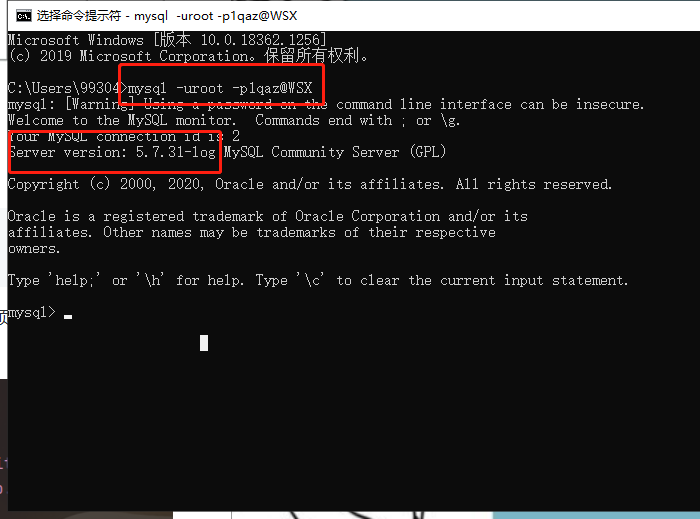 选择命令提示符 - mysql -uroot -p1qaz@WSX
Microsoft Windows [版本 10.0.18362.1256]
(c) 2019 Microsoft Corporation。保留所有权利。
C:\Users\99304>mysql -uroot -p1qaz@WSX
mysql: [Warning] Using a password on the command line interface can be insecure.
Welcome to the MySQL monitor.  Commands end with ; or \g.
Your MySQL connection id is 2
Server version: 5.7.31-log MySQL Community Server (GPL)
Copyright (c) 2000, 2020, Oracle and/or its affiliates. All rights reserved.
Oracle is a registered trademark of Oracle Corporation and/or its
affiliates. Other names may be trademarks of their respective
owners.
Type 'help;' or '\h' for help. Type '\c' to clear the current input statement.
mysql>